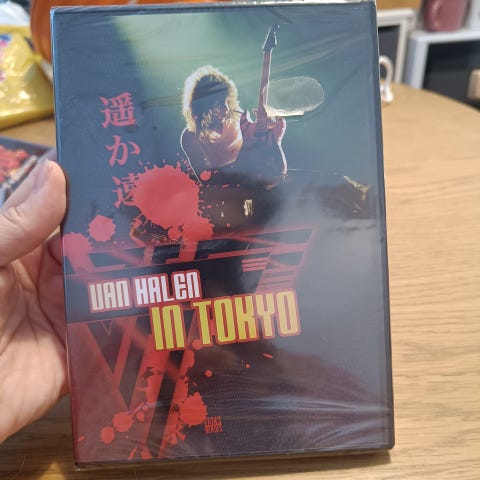 遥か遠
VAN HALEN
IN TOKYO